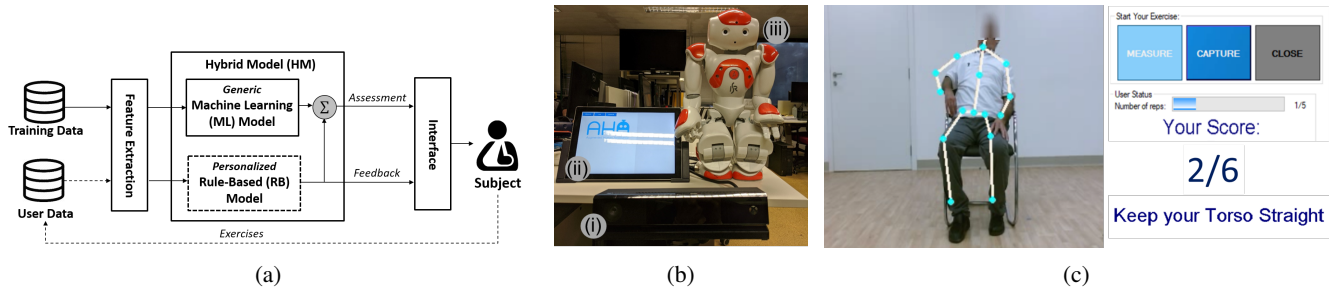 Hybrid Model (HM)
Training Data
User Data
Feature Extraction
Generic
Machine Learning
(ML) Model
Personalized
Rule-Based (RB)
Model
Σ
Assessment
Feedback
Interface
Subject
Exercises
(a)
(i)
(ii)
(iii)
AHA
(b)
Start Your Exercise:
MEASURE
CAPTURE
CLOSE
User Status
Number of reps:
1/5
Your Score:
2/6
Keep your Torso Straight
(c)